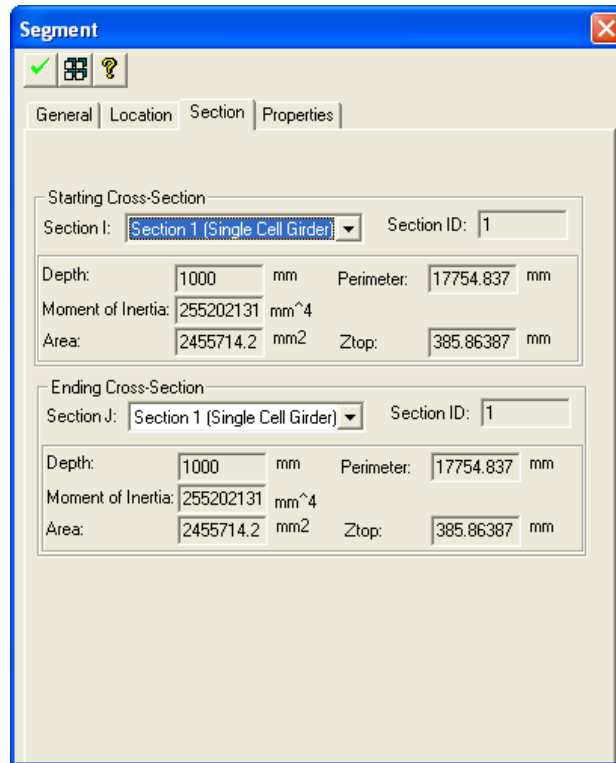 Segment
General Location Section Properties
Starting Cross-Section
Section I: Section 1 (Single Cell Girder) Section ID: 1
Depth: 1000 mm Perimeter: 17754.837 mm
Moment of Inertia: 255202131 mm^4
Area: 2455714.2 mm2 Ztop: 385.86387 mm
Ending Cross-Section
Section J: Section 1 (Single Cell Girder) Section ID: 1
Depth: 1000 mm Perimeter: 17754.837 mm
Moment of Inertia: 255202131 mm^4
Area: 2455714.2 mm2 Ztop: 385.86387 mm